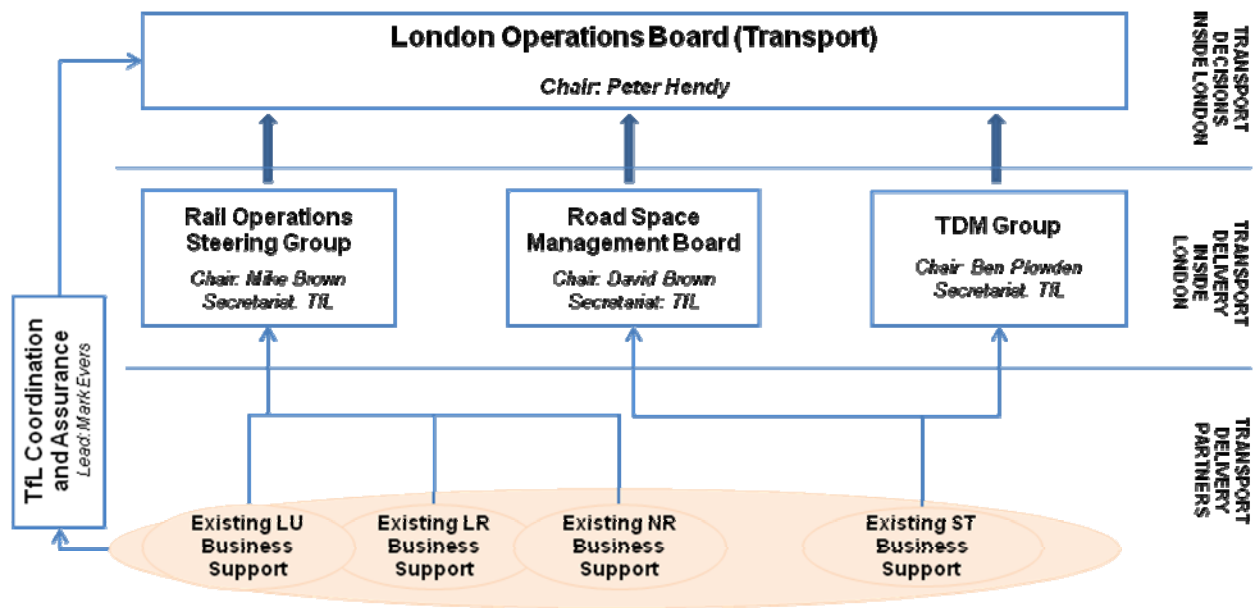 London Operations Board (Transport)
Chair: Peter Hendy
TRANSPORT
DECISIONS
INSIDE LONDON
Rail Operations
Steering Group
Chair: Mike Brown
Secretariat. TfL
Road Space
Management Board
Chair: David Brown
Secretariat: TfL
TDM Group
Chair: Ben Plowden
Secretariat. TfL
TRANSPORT
DELIVERY
INSIDE
LONDON
TfL Coordination
and Assurance
Lead: Mark Evers
TRANSPORT
DELIVERY
PARTNERS
Existing LU
Business
Support
Existing LR
Business
Support
Existing NR
Business
Support
Existing ST
Business
Support